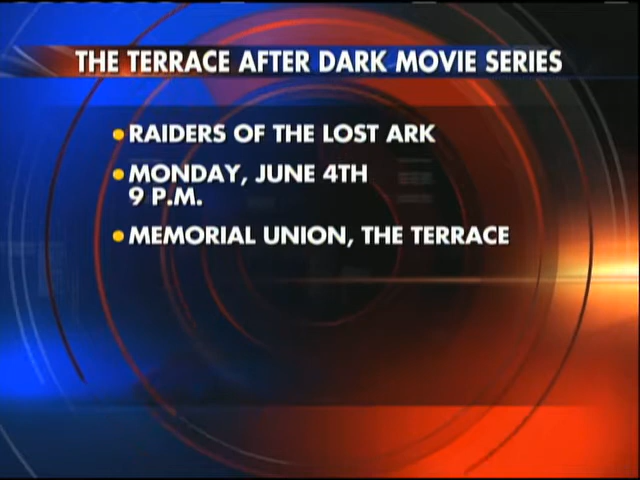 THE TERRACE AFTER DARK MOVIE SERIES
• RAIDERS OF THE LOST ARK
• MONDAY, JUNE 4TH
9 P.M.
• MEMORIAL UNION, THE TERRACE